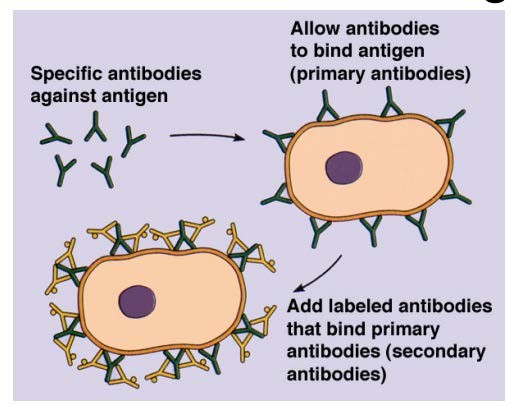 Specific antibodies
against antigen
Allow antibodies
to bind antigen
(primary antibodies)
Add labeled antibodies
that bind primary
antibodies (secondary
antibodies)